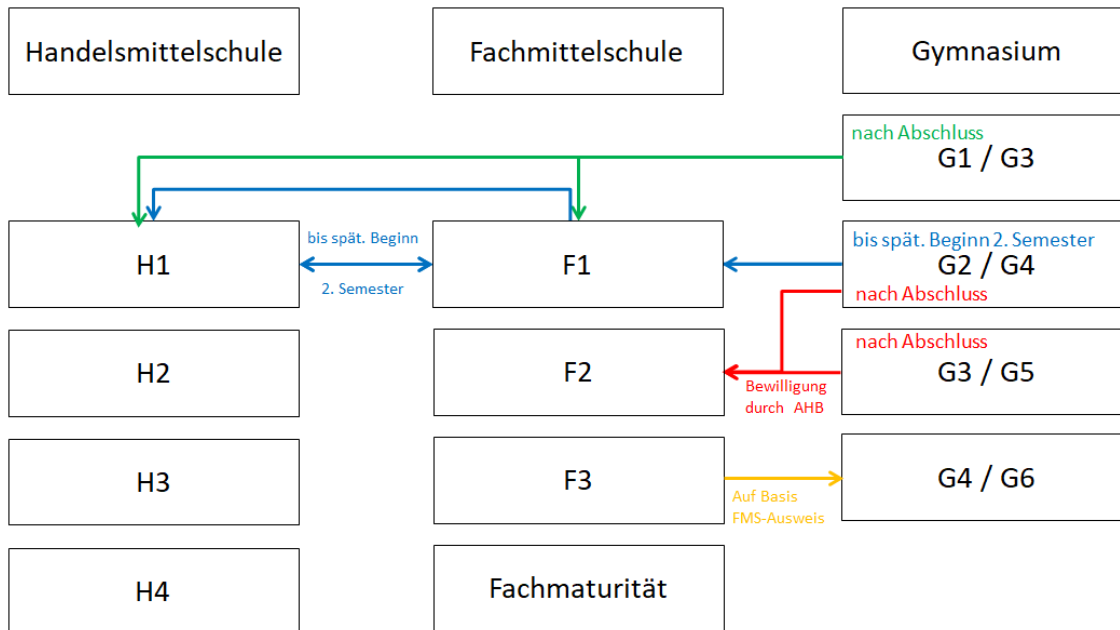 Handelsmittelschule
Fachmittelschule
Gymnasium
nach Abschluss
G1 / G3
H1
bis spät. Beginn
2. Semester
F1
bis spät. Beginn 2. Semester
G2 / G4
nach Abschluss
H2
F2
Bewilligung
durch AHB
nach Abschluss
G3 / G5
H3
F3
Auf Basis
FMS-Ausweis
G4 / G6
H4
Fachmaturität